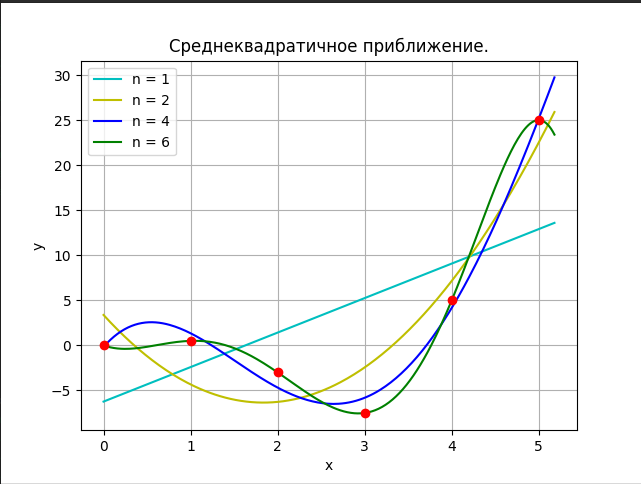 Среднеквадратичное приближение.
n = 1
n = 2
n = 4
n = 6
30
25
20
15
10
5
0
−5
y
0 1 2 3 4 5
x